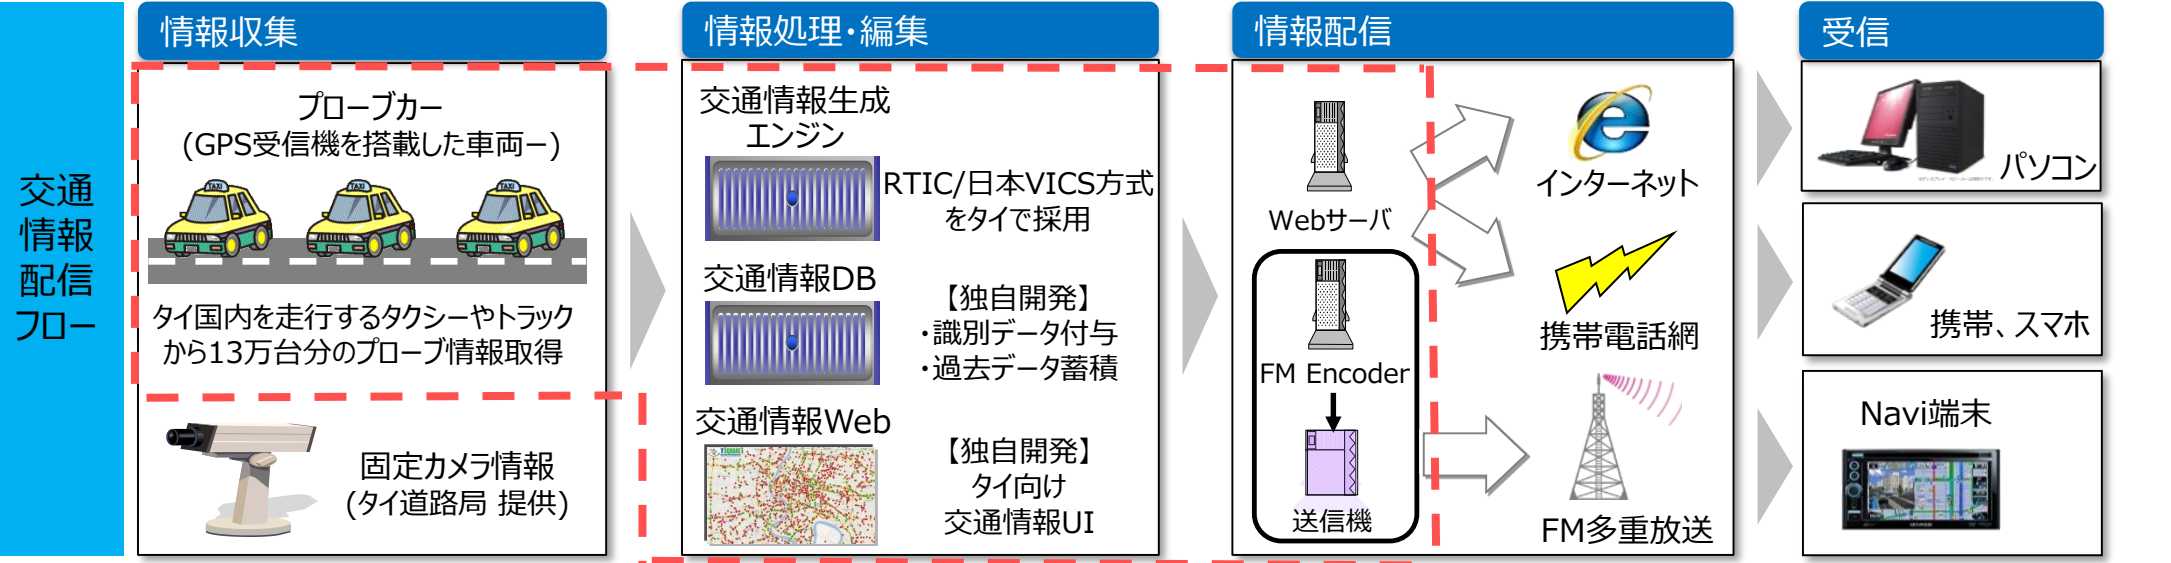 交通
情報
配信
フロー
情報収集
プローブカー
(GPS受信機を搭載した車両ー)
TAXI
TAXI
TAXI
タイ国内を走行するタクシーやトラック
から13万台分のプローブ情報取得
固定カメラ情報
(タイ道路局 提供)
情報処理・編集
交通情報生成
エンジン
RTIC/日本VICS方式
をタイで採用
交通情報DB
【独自開発】
・識別データ付与
・過去データ蓄積
交通情報Web
【独自開発】
タイ向け
交通情報UI
情報配信
Webサーバ
FM Encoder
送信機
インターネット
携帯電話網
FM多重放送
受信
パソコン
携帯、スマホ
Navi端末